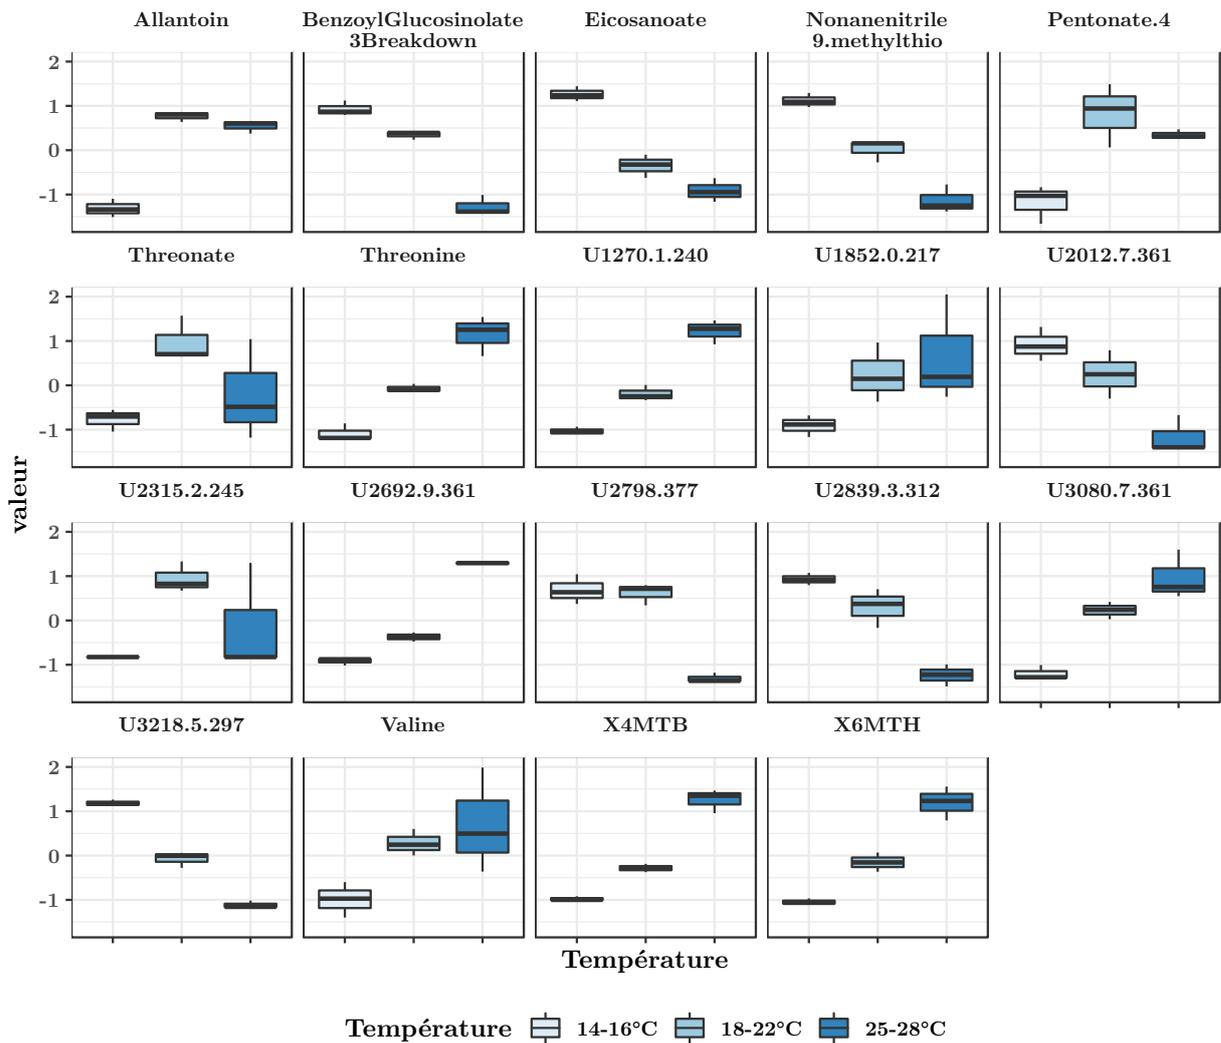 Allantoin
BenzoylGlucosinolate
3Breakdown
Eicosanoate
Nonanenitrile
9.methylthio
Pentonate.4
2
1
0
-1
Threonate
Threonine
U1270.1.240
U1852.0.217
U2012.7.361
2
1
0
-1
valeur
U2315.2.245
U2692.9.361
U2798.377
U2839.3.312
U3080.7.361
2
1
0
-1
U3218.5.297
Valine
X4MTB
X6MTH
2
1
0
-1
Température
Température 14-16°C 18-22°C 25-28°C